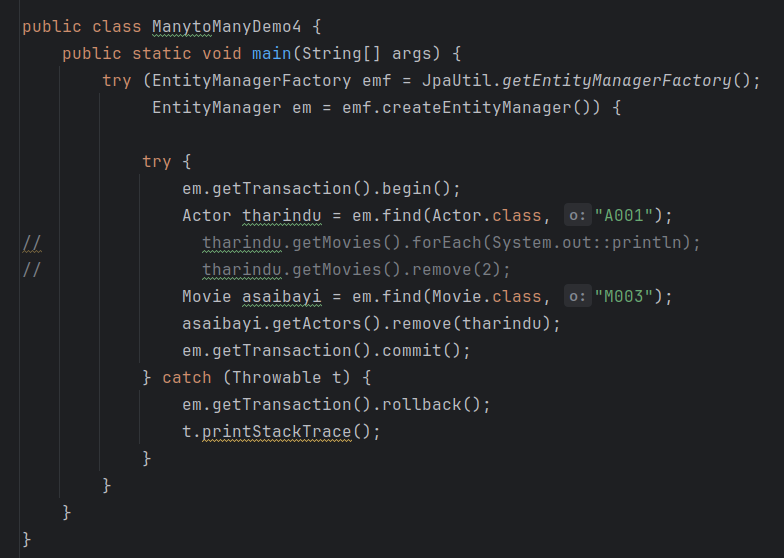 public class ManytoManyDemo4 {
    public static void main(String[] args) {
        try (EntityManagerFactory emf = JpaUtil.getEntityManagerFactory();
             EntityManager em = emf.createEntityManager()) {
            try {
                em.getTransaction().begin();
                Actor tharindu = em.find(Actor.class, o: "A001");
//                tharindu.getMovies().forEach(System.out::println);
//                tharindu.getMovies().remove(2);
                Movie asaibayi = em.find(Movie.class, o: "M003");
                asaibayi.getActors().remove(tharindu);
                em.getTransaction().commit();
            } catch (Throwable t) {
                em.getTransaction().rollback();
                t.printStackTrace();
            }
        }
    }
}